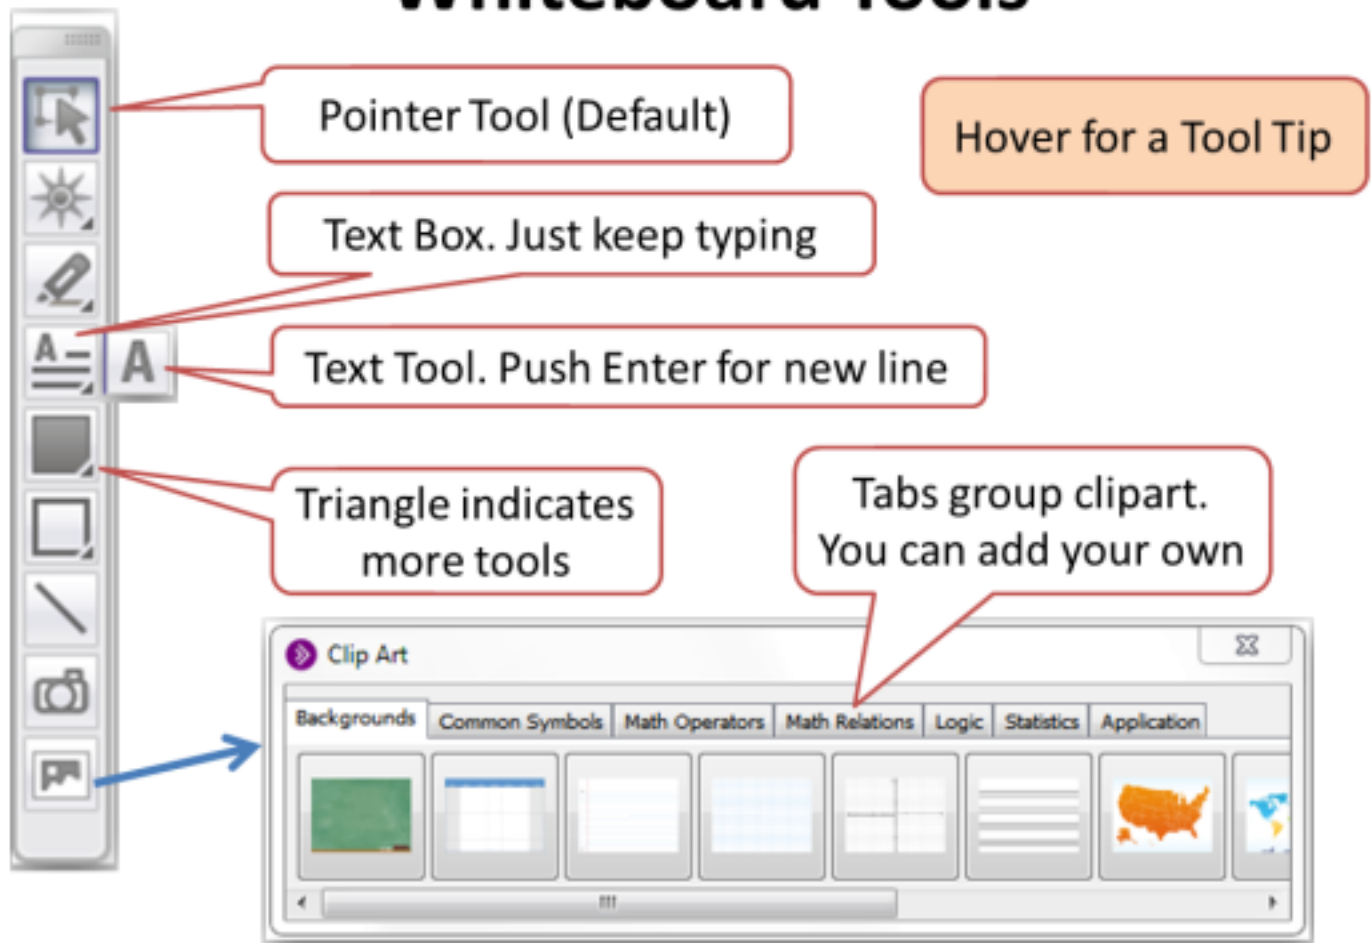 Whiteboard Tools
Pointer Tool (Default)
Hover for a Tool Tip
Text Box. Just keep typing
A
A
Text Tool. Push Enter for new line
Triangle indicates
more tools
Tabs group clipart.
You can add your own
Clip Art
Backgrounds Common Symbols Math Operators Math Relations Logic Statistics Application